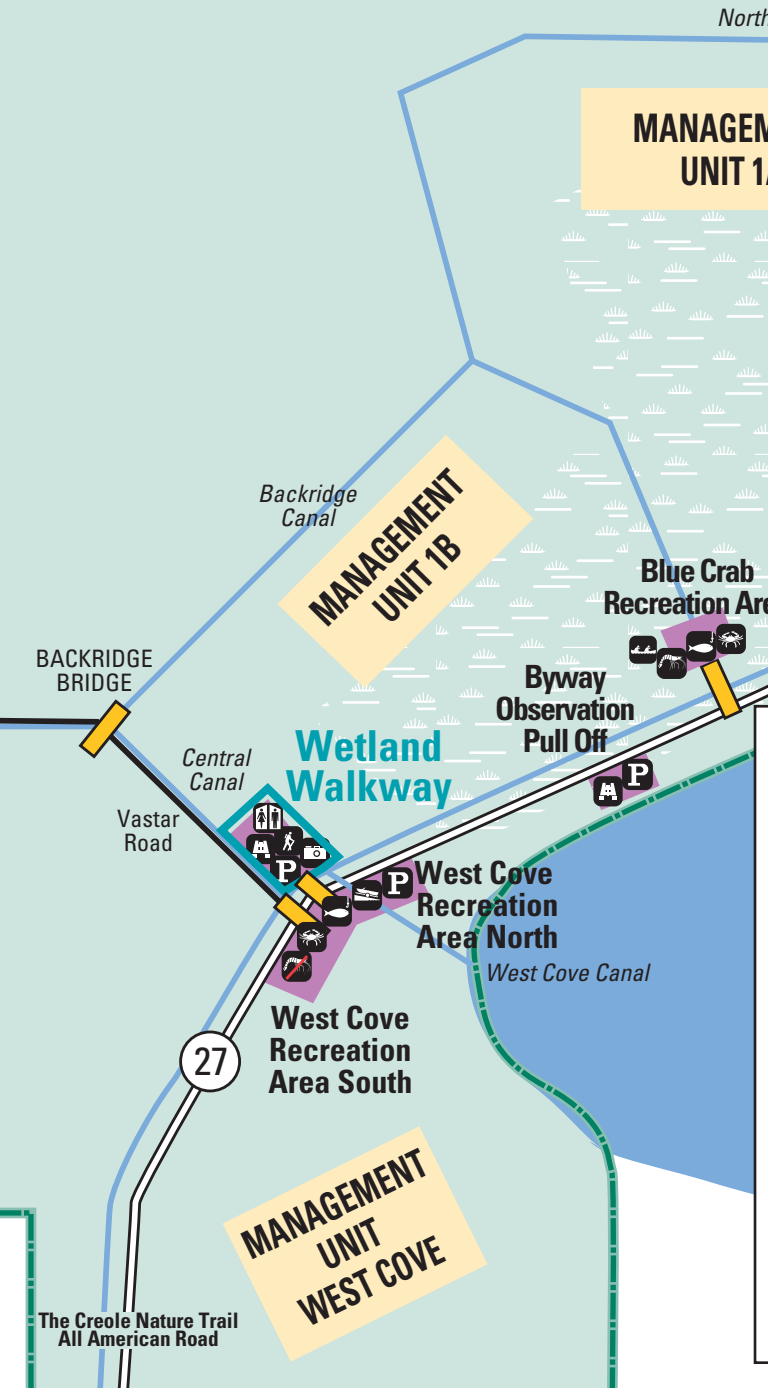 North
MANAGEM
UNIT 1
Backridge
Canal
MANAGEMENT
UNIT 1B
Blue Crab
Recreation Are
BACKRIDGE
BRIDGE
Byway
Observation
Pull Off
Central
Canal
Wetland
Walkway
Vastar
Road
P
P
P
West Cove
Recreation
Area North
West Cove Canal
West Cove
Recreation
Area South
27
MANAGEMENT
UNIT
WEST COVE
The Creole Nature Trail
All American Road